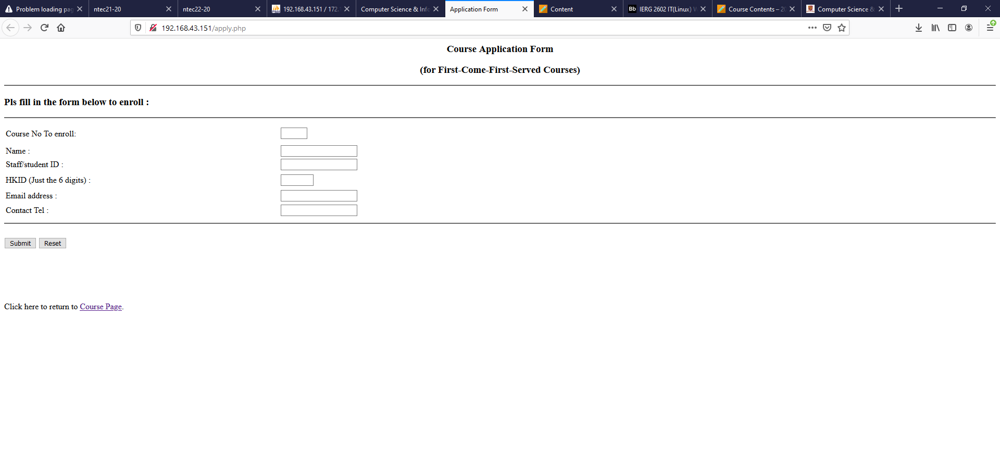 Problem loading pag
ntec21-20
ntec22-20
192.168.43.151 / 172.
Computer Science & Info
Application Form
Content
Bb IERG 2602 IT(Linux) W
Course Contents – 20
Computer Science &
192.168.43.151/apply.php
Course Application Form
(for First-Come-First-Served Courses)
Pls fill in the form below to enroll :
Course No To enroll:
Name :
Staff/student ID :
HKID (Just the 6 digits) :
Email address :
Contact Tel :
Submit Reset
Click here to return to Course Page.